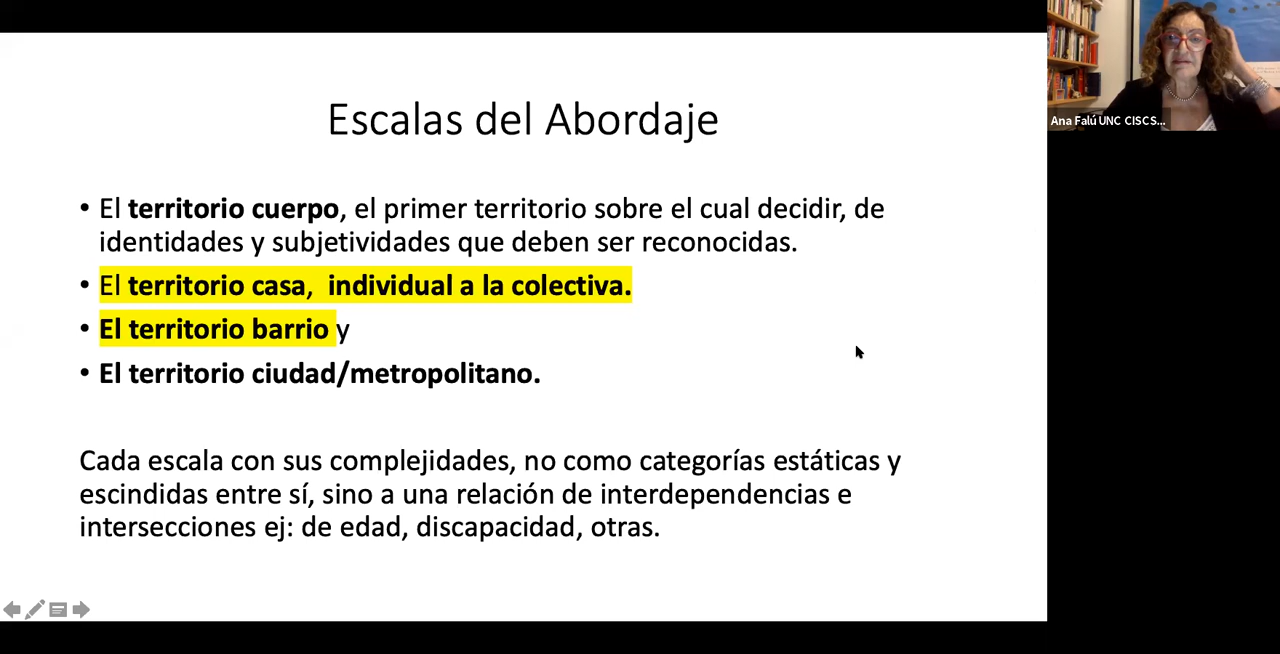 Escalas del Abordaje
• El territorio cuerpo, el primer territorio sobre el cual decidir, de
identidades y subjetividades que deben ser reconocidas.
• El territorio casa,  individual a la colectiva.
• El territorio barrio y
• El territorio ciudad/metropolitano.
Cada escala con sus complejidades, no como categorías estáticas y
escindidas entre sí, sino a una relación de interdependencias e
intersecciones ej: de edad, discapacidad, otras.
Ana Falú UNC CISCS...